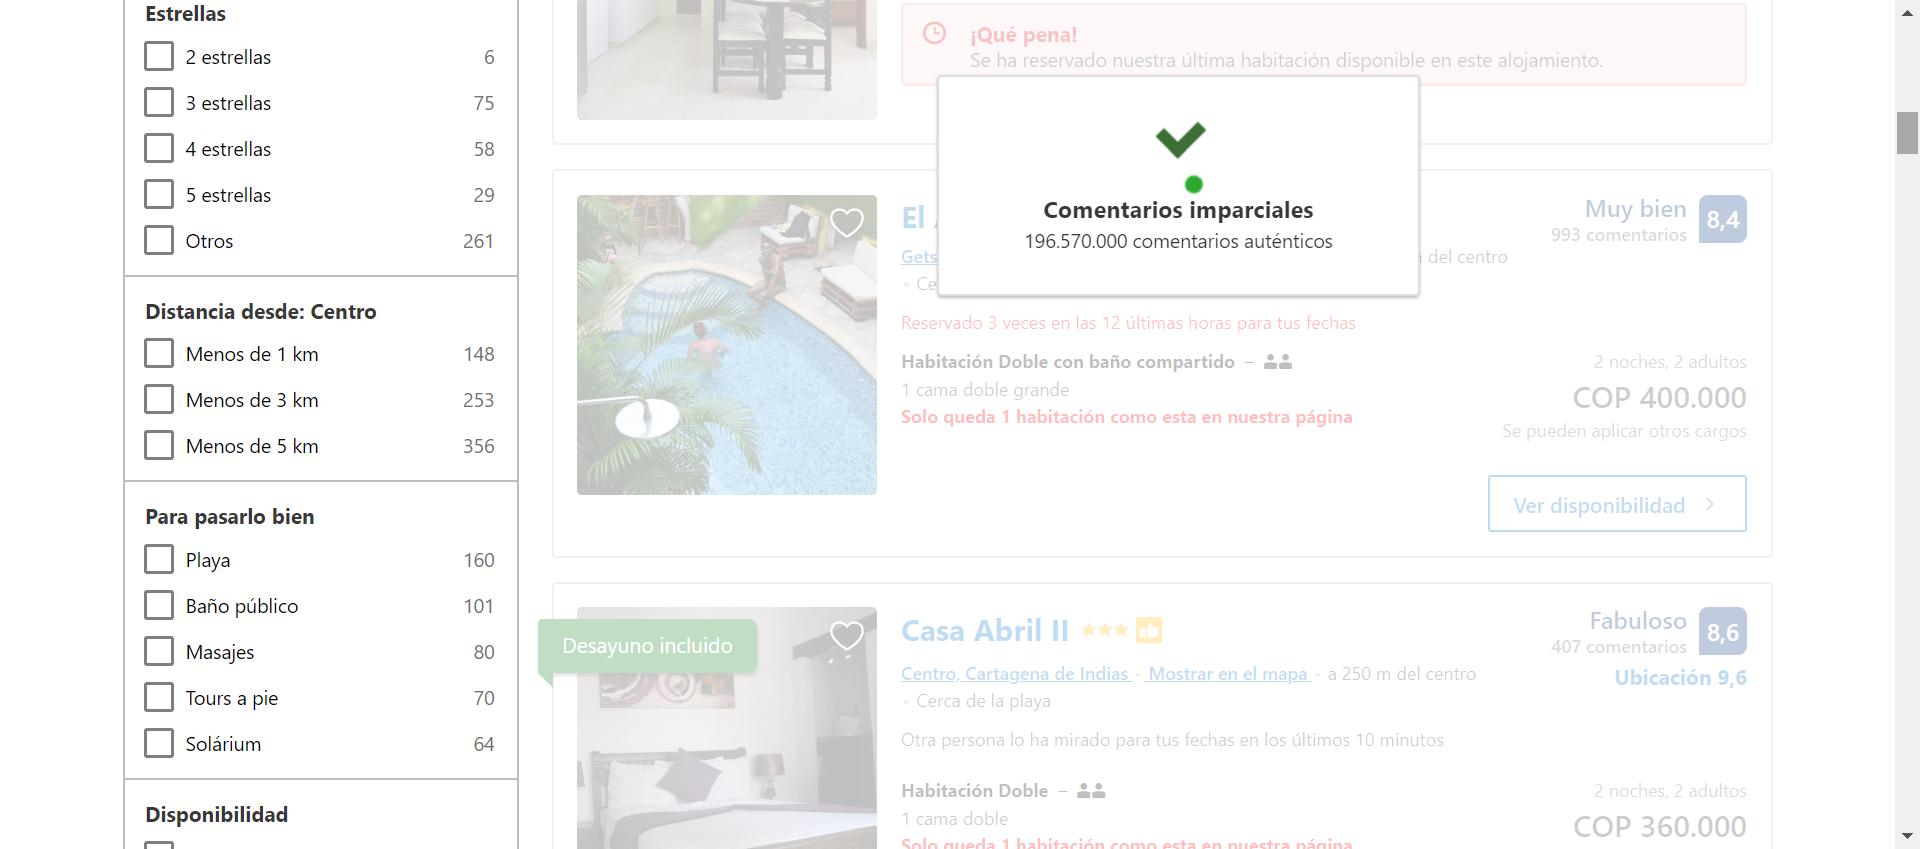 Estrellas
2 estrellas 6
3 estrellas 75
4 estrellas 58
5 estrellas 29
Otros 261
Distancia desde: Centro
Menos de 1 km 148
Menos de 3 km 253
Menos de 5 km 356
Para pasarlo bien
Playa 160
Baño público 101
Masajes 80
Tours a pie 70
Solárium 64
Disponibilidad
¡Qué pena!
Se ha reservado nuestra última habitación disponible en este alojamiento.
Comentarios imparciales
196.570.000 comentarios auténticos
El
Muy bien 8,4
993 comentarios
Gets
del centro
Ce
Reservado 3 veces en las 12 últimas horas para tus fechas
Habitación Doble con baño compartido –
2 noches, 2 adultos
1 cama doble grande
COP 400.000
Solo queda 1 habitación como esta en nuestra página
Se pueden aplicar otros cargos
Ver disponibilidad
Desayuno incluido
Casa Abril II
Fabuloso 8,6
407 comentarios
Centro, Cartagena de Indias • Mostrar en el mapa • a 250 m del centro
Ubicación 9,6
• Cerca de la playa
Otra persona lo ha mirado para tus fechas en los últimos 10 minutos
Habitación Doble –
2 noches, 2 adultos
1 cama doble
COP 360.000
Solo queda 1 habitación como esta en nuestra página